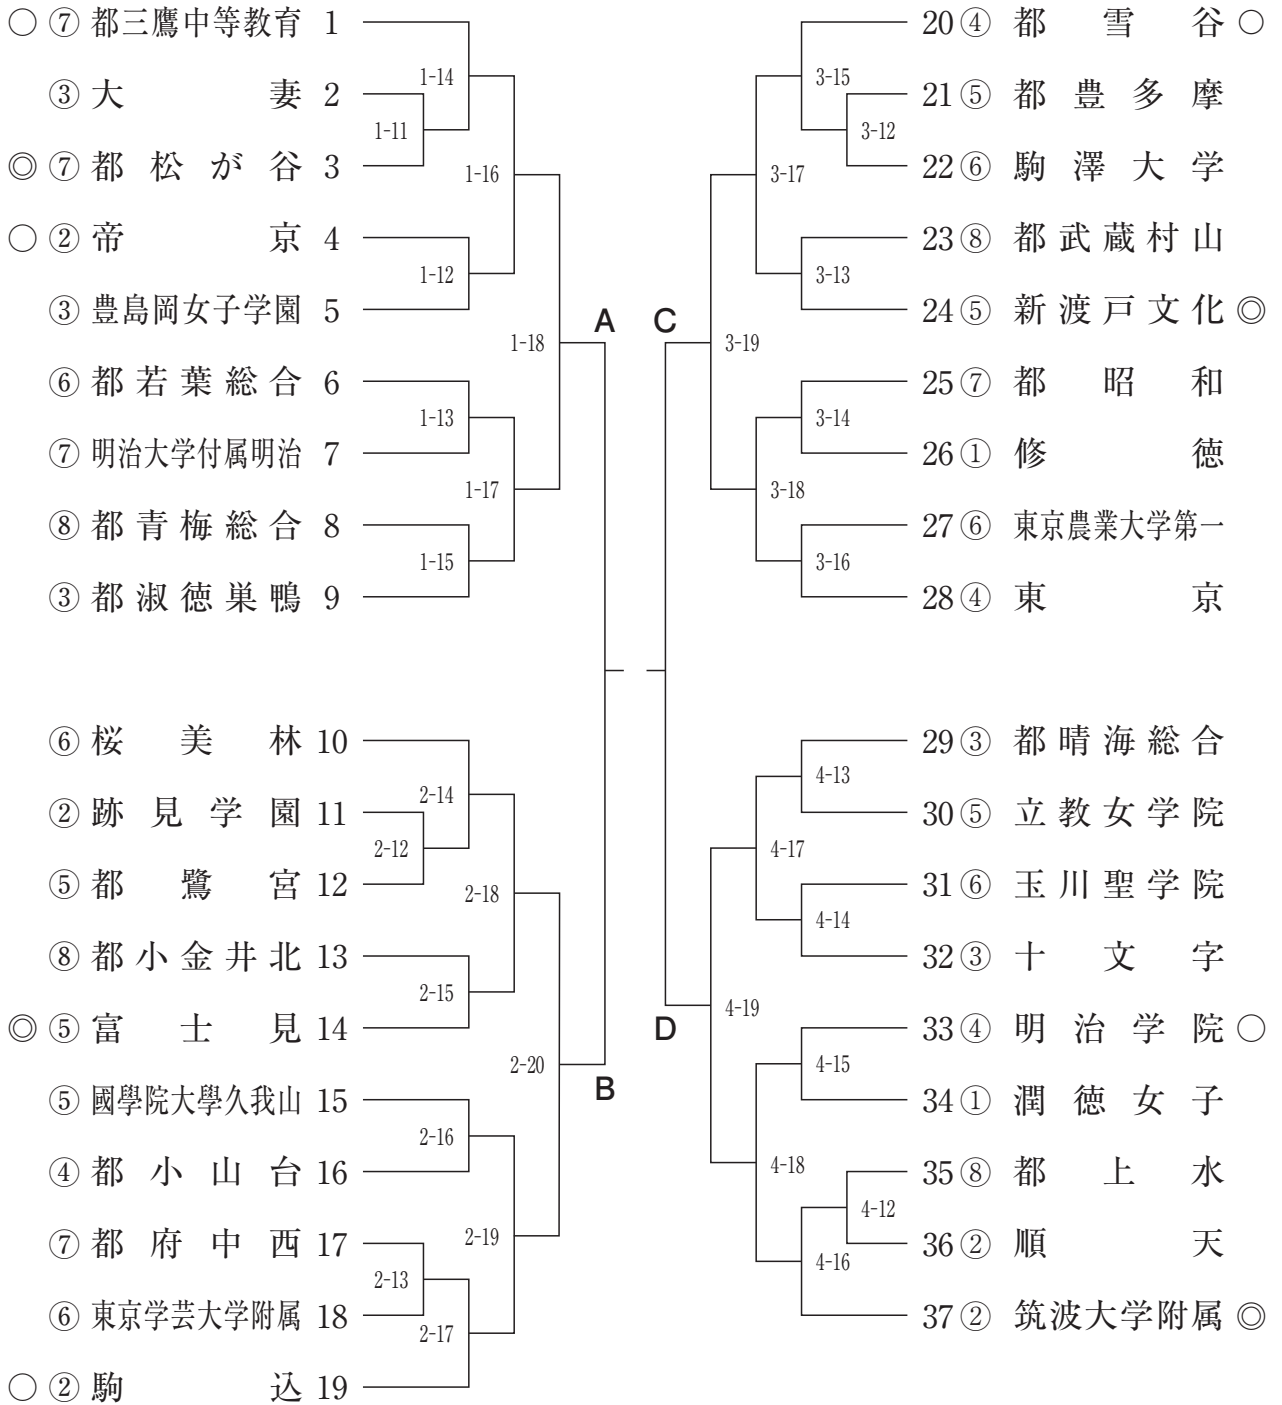 ○ ⑦ 都三鷹中等教育 1
1-14
③ 大妻 2
1-11
◎ ⑦ 都松が谷 3
1-16
○ ② 帝京 4
1-12
③ 豊島岡女子学園 5
A
1-18
⑥ 都若葉総合 6
1-13
⑦ 明治大学付属明治 7
1-17
⑧ 都青梅総合 8
1-15
③ 都淑徳巣鴨 9
⑥ 桜美林 10
2-14
② 跡見学園 11
2-12
⑤ 都鷺宮 12
2-18
⑧ 都小金井北 13
2-15
◎ ⑤ 富士見 14
2-20
B
⑤ 國學院大學久我山 15
2-16
④ 都小山台 16
2-19
⑦ 都府中西 17
2-13
⑥ 東京学芸大学附属 18
2-17
○ ② 駒込 19
20 ④ 都雪谷 ○
3-15
21 ⑤ 都豊多摩
3-12
22 ⑥ 駒澤大学
3-17
23 ⑧ 都武蔵村山
3-13
24 ⑤ 新渡戸文化 ◎
C
3-19
25 ⑦ 都昭和
3-14
26 ① 修徳
3-18
27 ⑥ 東京農業大学第一
3-16
28 ④ 東京
29 ③ 都晴海総合
4-13
30 ⑤ 立教女学院
4-17
31 ⑥ 玉川聖学院
4-14
32 ③ 十文字
4-19
D
33 ④ 明治学院 ○
4-15
34 ① 潤徳女子
4-18
35 ⑧ 都上水
4-12
36 ② 順天
4-16
37 ② 筑波大学附属 ◎